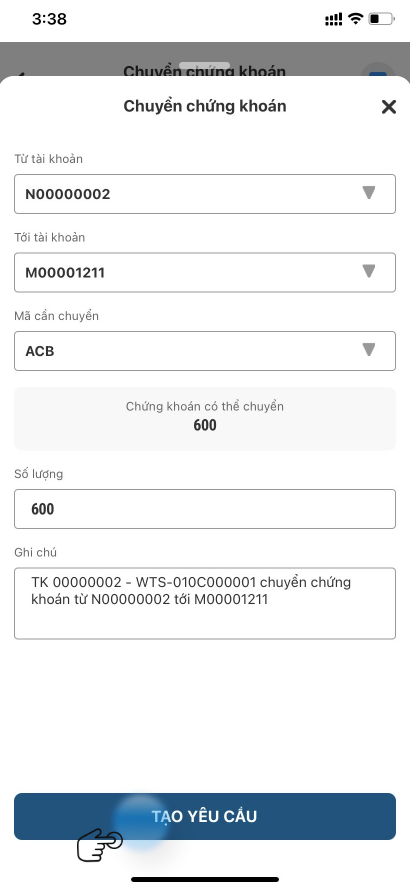 3:38
Chuyển chứng khoán
Chuyển chứng khoán
Từ tài khoản
N00000002
Tới tài khoản
M00001211
Mã cần chuyển
ACB
Chứng khoán có thể chuyển
600
Số lượng
600
Ghi chú
TK 00000002 - WTS-010C000001 chuyển chứng
khoán từ N00000002 tới M00001211
TẠO YÊU CẦU